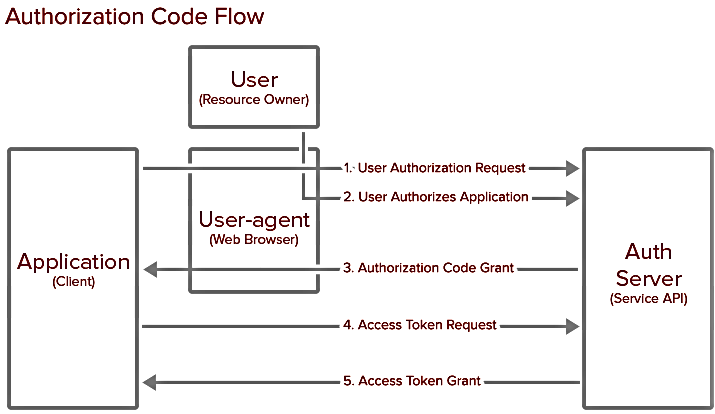 Authorization Code Flow
User
(Resource Owner)
1. User Authorization Request
2. User Authorizes Application
User-agent
(Web Browser)
Application
(Client)
Auth
Server
(Service API)
3. Authorization Code Grant
4. Access Token Request
5. Access Token Grant